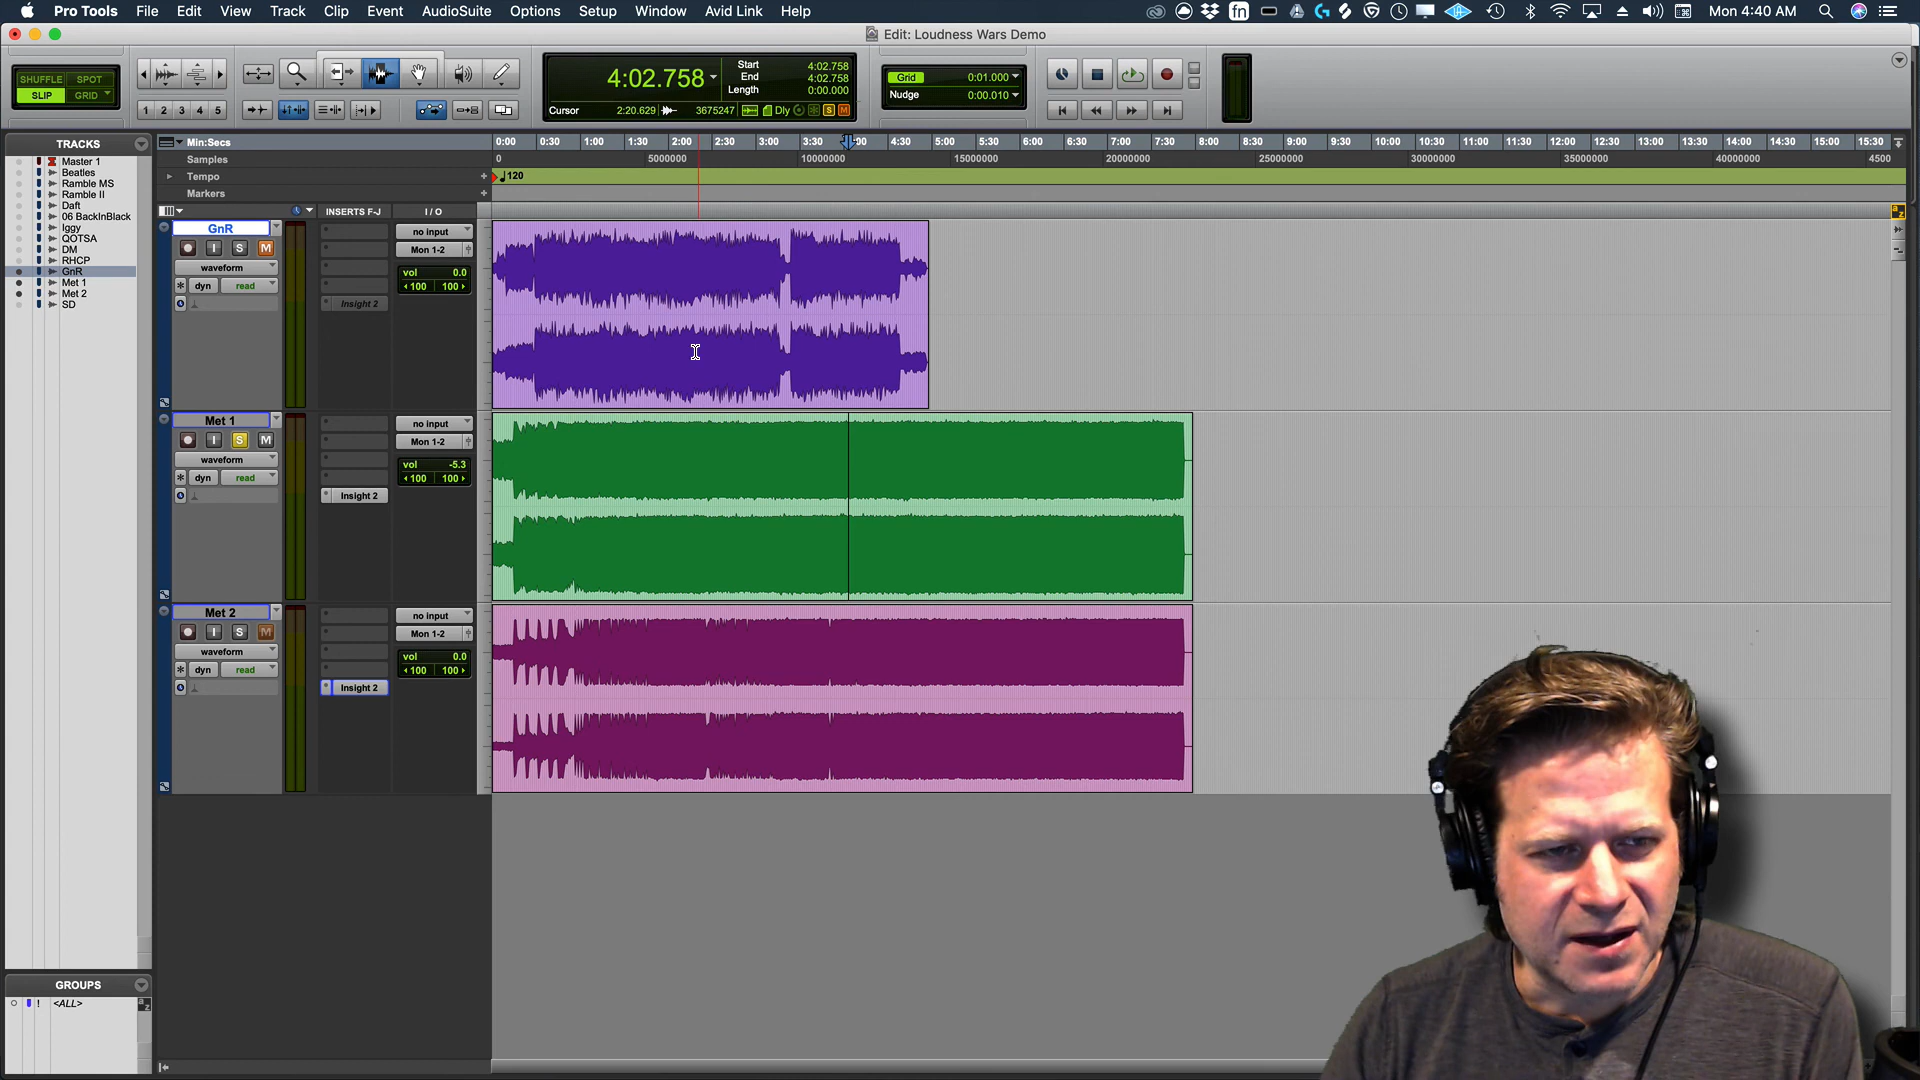 Pro Tools File Edit View Track Clip Event AudioSuite Options Setup Window Avid Link Help fn Mon 4:40 AM
Edit: Loudness Wars Demo
SHUFFLE SPOT
SLIP GRID
1 2 3 4 5
4:02.758
Start 4:02.758
End 4:02.758
Length 0:00.000
Cursor 2:20.629 3675247 Dly S M
Grid 0:01.000
Nudge 0:00.010
TRACKS
Master 1
Beatles
Ramble MS
Ramble II
Daft
06 BackInBlack
Iggy
QOTSA
DM
RHCP
GnR
Met 1
Met 2
SD
GROUPS
! <ALL>
Min:Secs 0:00 0:30 1:00 1:30 2:00 2:30 3:00 3:30 :00 4:30 5:00 5:30 6:00 6:30 7:00 7:30 8:00 8:30 9:00 9:30 10:00 10:30 11:00 11:30 12:00 12:30 13:00 13:30 14:00 14:30 15:00 15:30
Samples 0 5000000 10000000 15000000 20000000 25000000 30000000 35000000 40000000 4500
Tempo + 120
Markers +
INSERTS F-J I / O
GnR no input
I S M Mon 1-2
waveform vol 0.0
dyn read 100 100
Insight 2
Met 1 no input
I S M Mon 1-2
waveform vol -5.3
dyn read 100 100
Insight 2
Met 2 no input
I S M Mon 1-2
waveform vol 0.0
dyn read 100 100
Insight 2